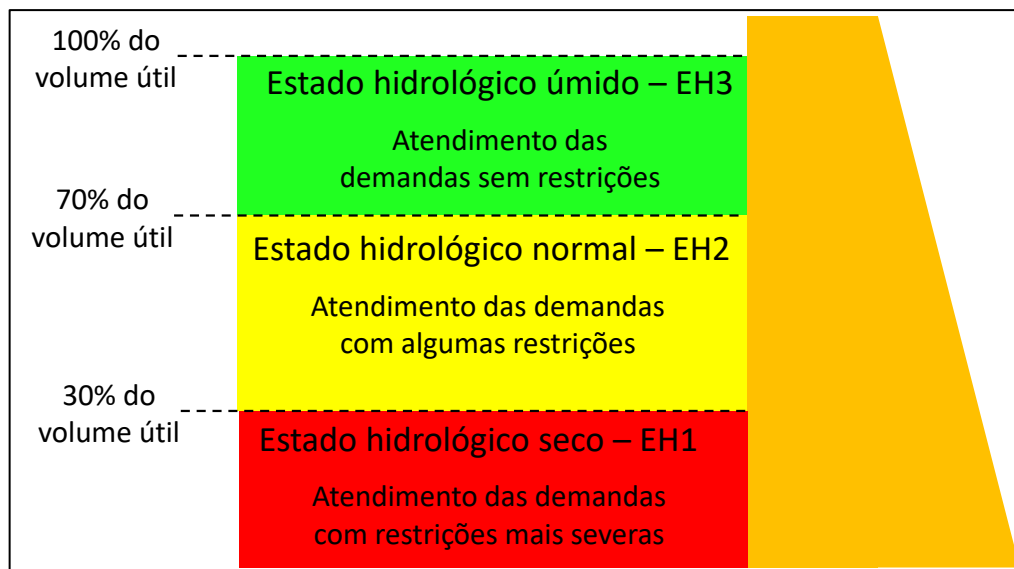 100% do
volume útil
Estado hidrológico úmido – EH3
Atendimento das
demandas sem restrições
70% do
volume útil
Estado hidrológico normal – EH2
Atendimento das demandas
com algumas restrições
30% do
volume útil
Estado hidrológico seco – EH1
Atendimento das demandas
com restrições mais severas